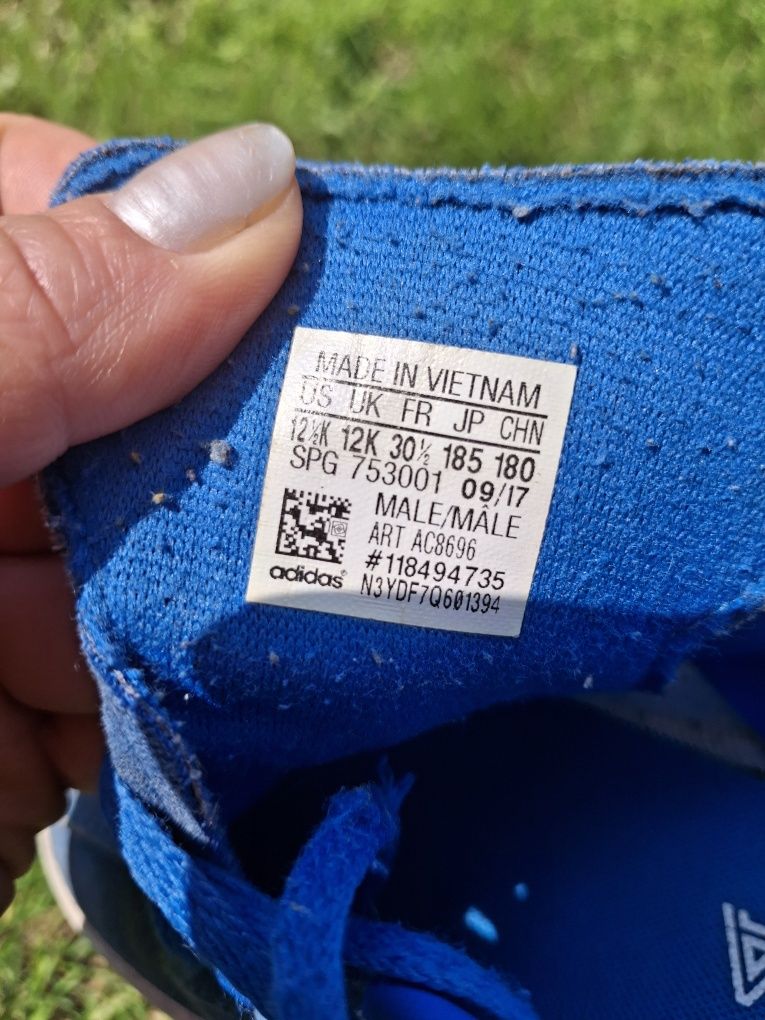 MADE IN VIETNAM
US UK FR JP CHN
12½K 12K 30½ 185 180
SPG 753001 09/17
MALE/MÂLE
ART AC8696
#118494735
adidas® N3YDF7Q601394